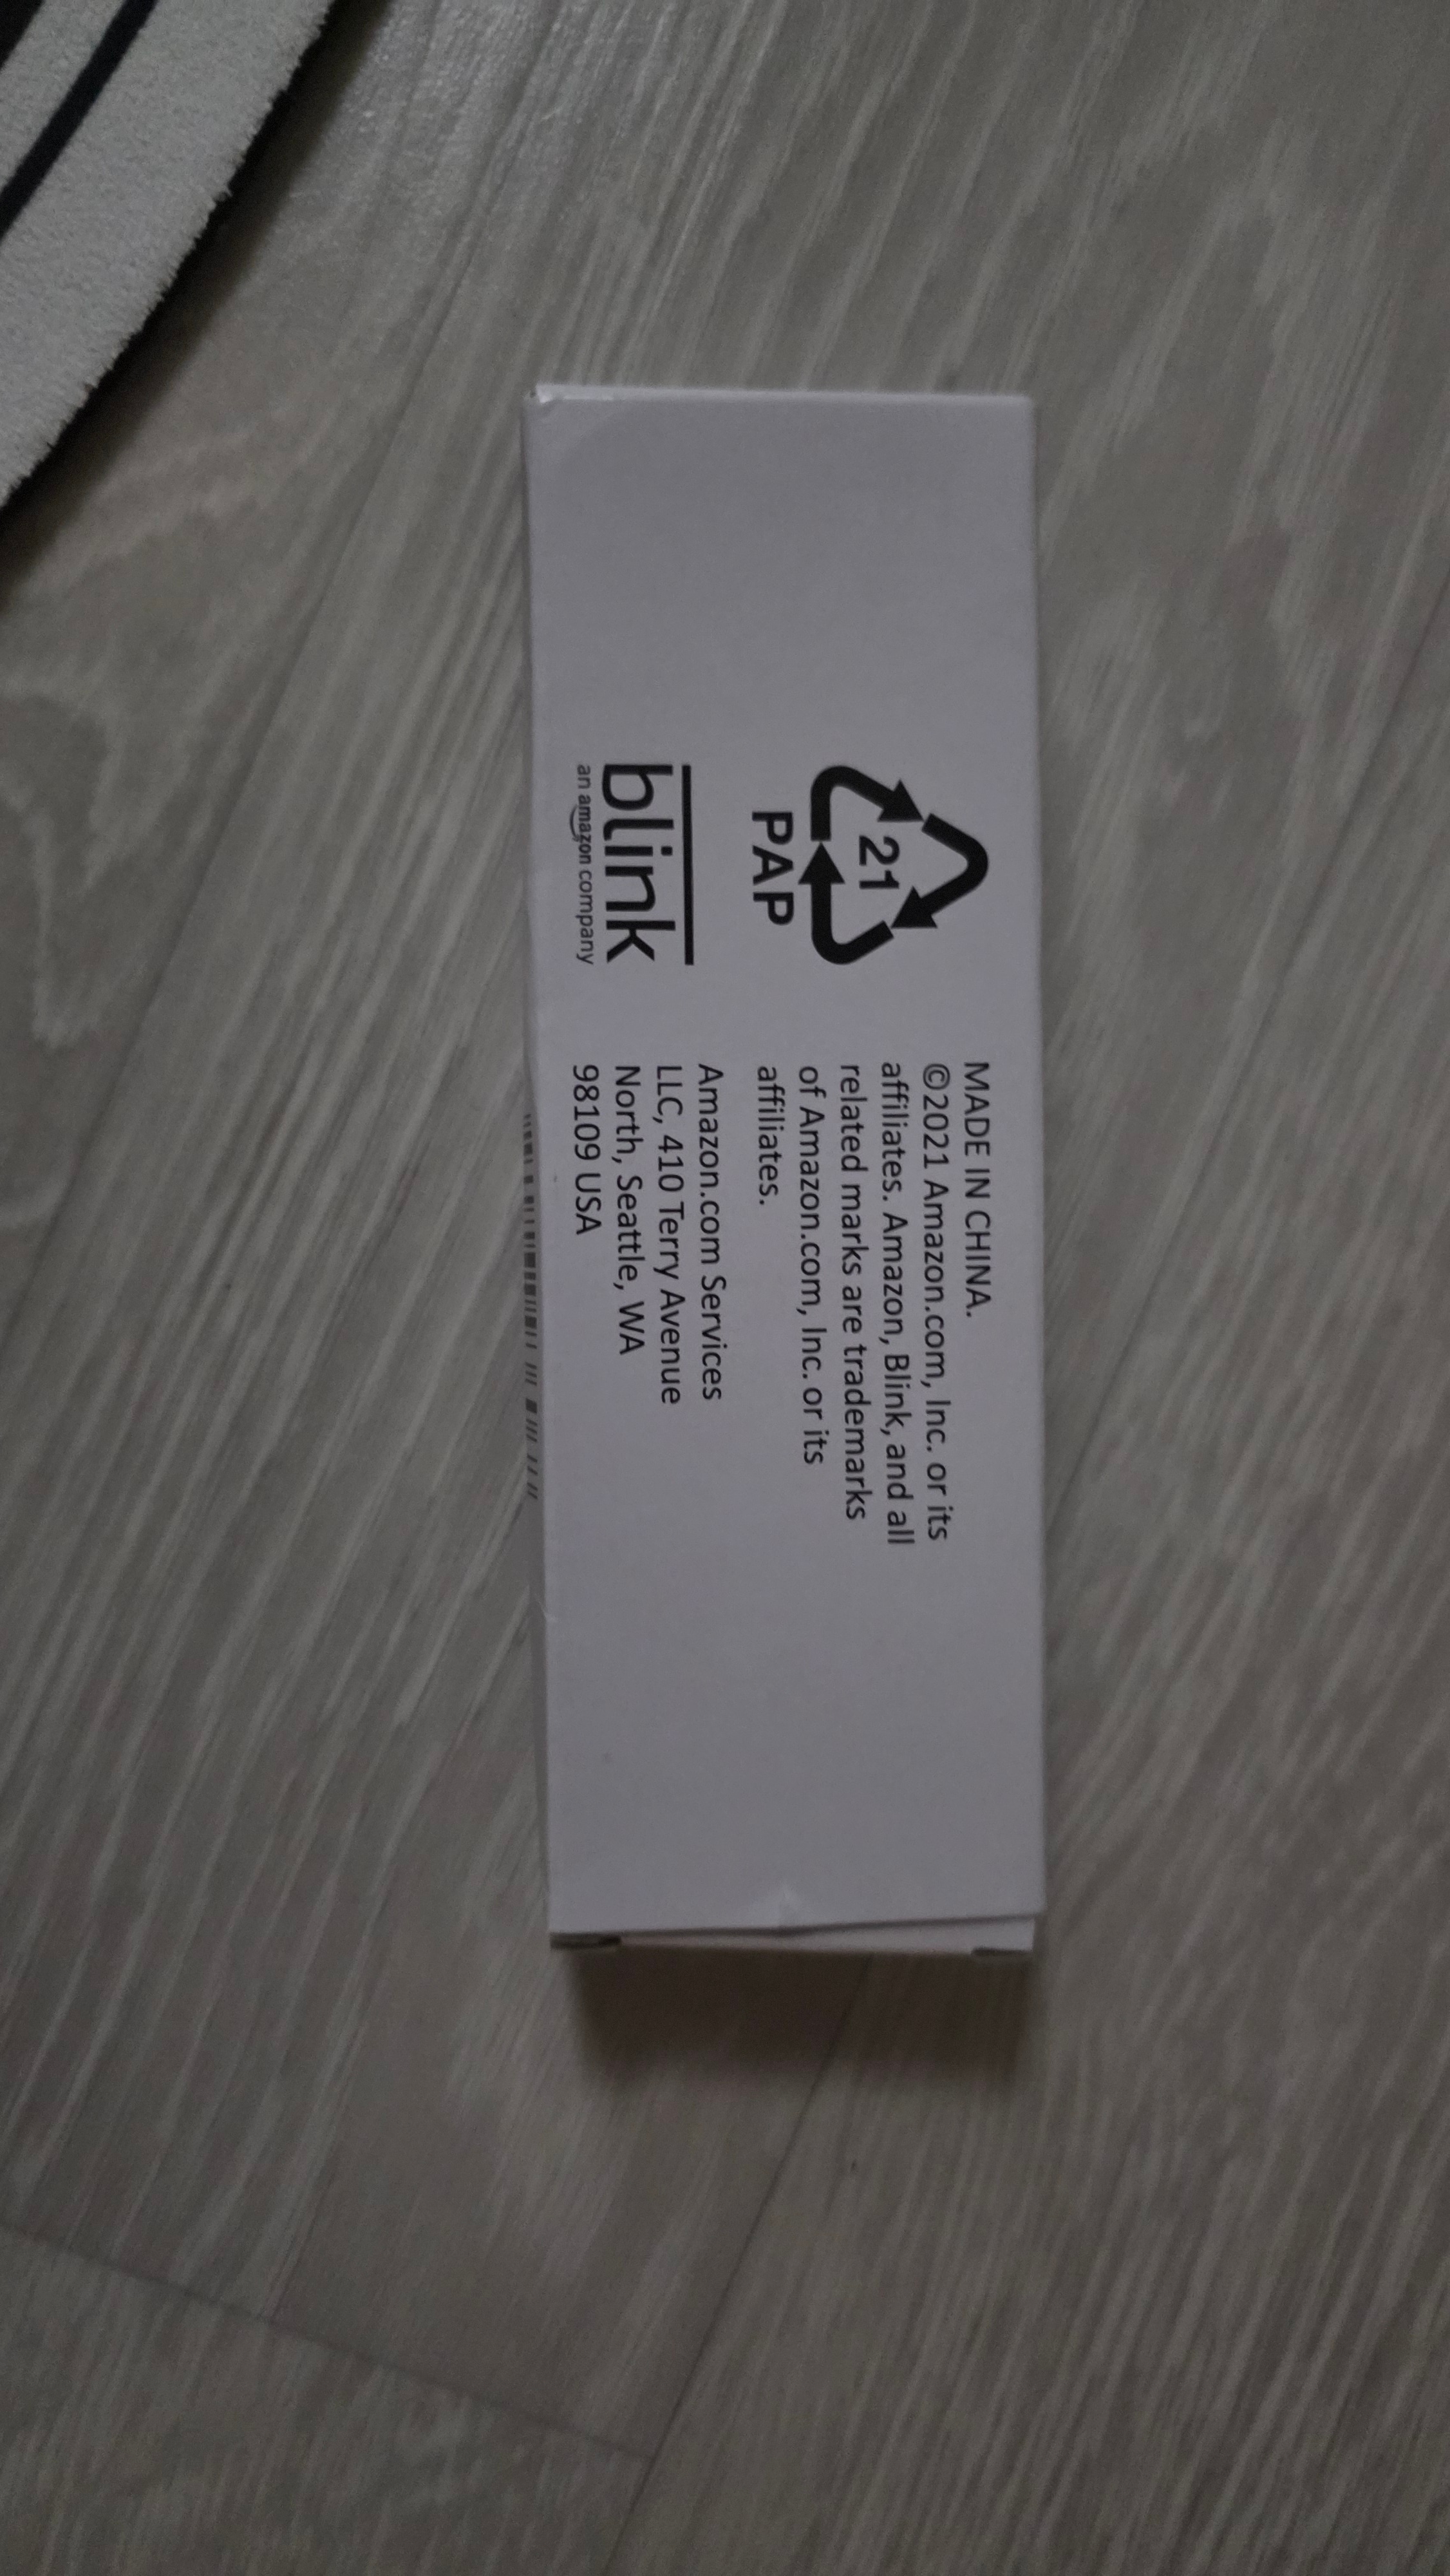 21
PAP
blink
an amazon company
MADE IN CHINA.
©2021 Amazon.com, Inc. or its
affiliates. Amazon, Blink, and all
related marks are trademarks
of Amazon.com, Inc. or its
affiliates.
Amazon.com Services
LLC, 410 Terry Avenue
North, Seattle, WA
98109 USA